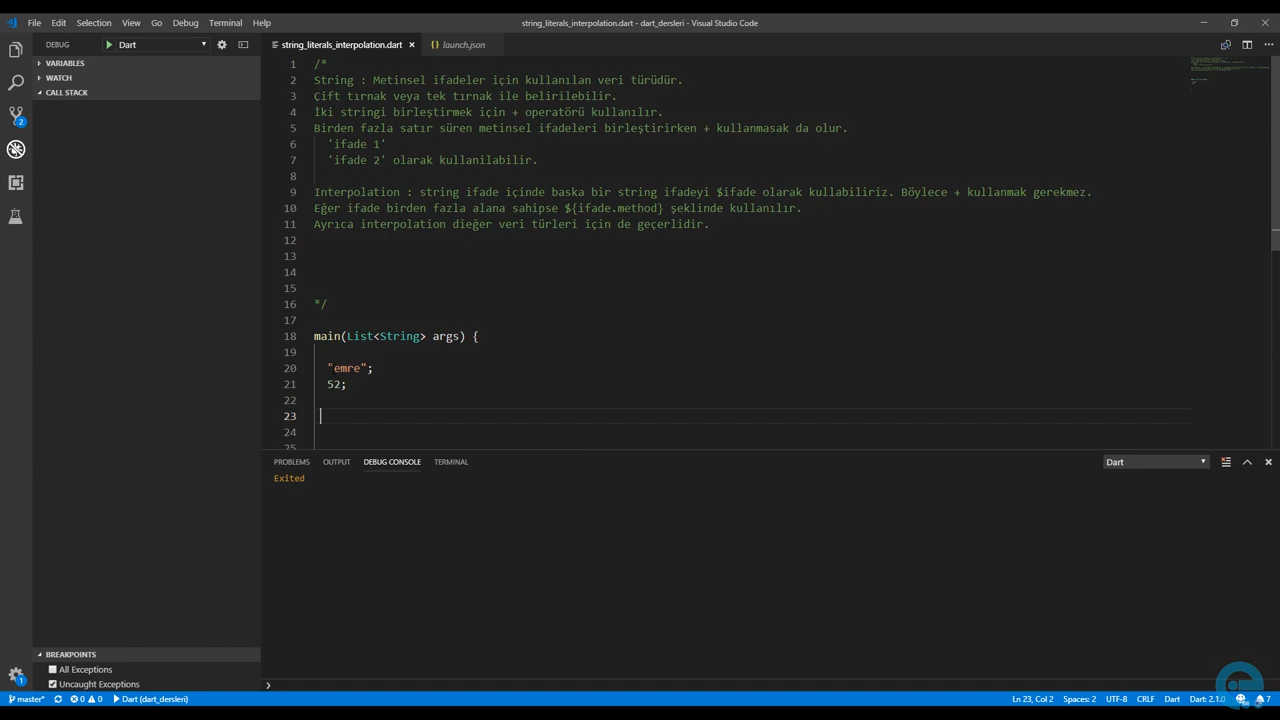 File Edit Selection View Go Debug Terminal Help
string_literals_interpolation.dart - dart_dersleri - Visual Studio Code
DEBUG Dart
string_literals_interpolation.dart launch.json
VARIABLES
WATCH
CALL STACK
1 /*
2 String : Metinsel ifadeler için kullanılan veri türüdür.
3 Çift tırnak veya tek tırnak ile belirilebilir.
4 İki stringi birleştirmek için + operatörü kullanılır.
5 Birden fazla satır süren metinsel ifadeleri birleştirirken + kullanmasak da olur.
6 'ifade 1'
7 'ifade 2' olarak kullanilabilir.
8
9 Interpolation : string ifade içinde baska bir string ifadeyi $ifade olarak kullabiliriz. Böylece + kullanmak gerekmez.
10 Eğer ifade birden fazla alana sahipse ${ifade.method} şeklinde kullanılır.
11 Ayrıca interpolation dieğer veri türleri için de geçerlidir.
12
13
14
15
16 */
17
18 main(List<String> args) {
19
20 "emre";
21 52;
22
23
24
25
PROBLEMS OUTPUT DEBUG CONSOLE TERMINAL
Dart
Exited
BREAKPOINTS
All Exceptions
Uncaught Exceptions
2
1
master* 0 0 Dart (dart_dersleri)
Ln 23, Col 2 Spaces: 2 UTF-8 CRLF Dart Dart: 2.1.0 7